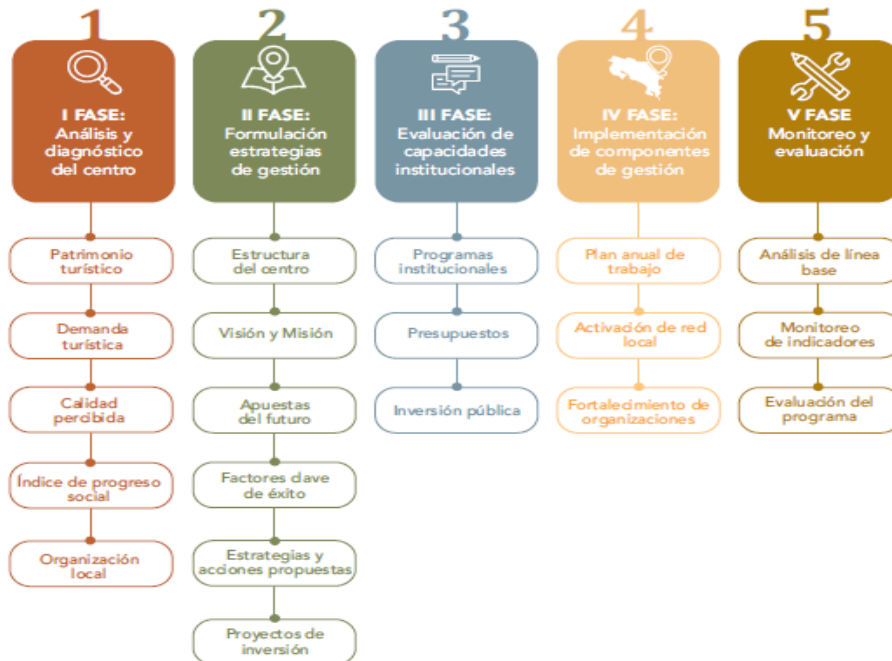 1
I FASE:
Análisis y
diagnóstico
del centro
Patrimonio
turístico
Demanda
turística
Calidad
percibida
Índice de progreso
social
Organización
local
2
II FASE:
Formulación
estrategias
de gestión
Estructura
del centro
Visión y Misión
Apuestas
del futuro
Factores clave
de éxito
Estrategias y
acciones propuestas
Proyectos de
inversión
3
III FASE:
Evaluación de
capacidades
institucionales
Programas
institucionales
Presupuestos
Inversión pública
4
IV FASE:
Implementación
de componentes
de gestión
Plan anual de
trabajo
Activación de red
local
Fortalecimiento de
organizaciones
5
V FASE
Monitoreo y
evaluación
Análisis de línea
base
Monitoreo
de indicadores
Evaluación del
programa